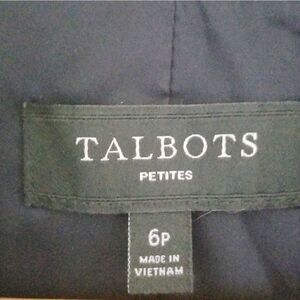 TALBOTS
PETITES
6P
MADE IN
VIETNAM